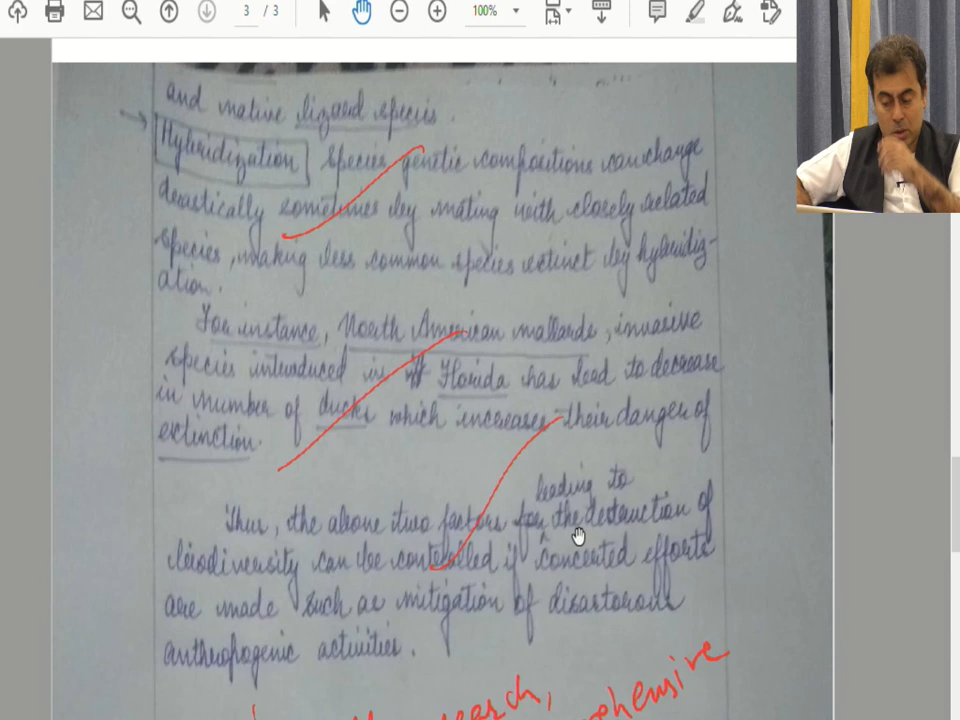 3 / 3
100%
and native lizard species.
→ Hybridization species genetic compositions can change
drastically sometimes by mating with closely related
species, making less common species extinct by hybridiz-
ation.
For instance, North American mallards, invasive
species introduced in Florida has lead to decrease
in number of ducks which increases their danger of
extinction.
leading to
Thus, the above two factors for the destruction of
biodiversity can be controlled if concerted efforts
are made such as mitigation of disastorous
anthropogenic activities.